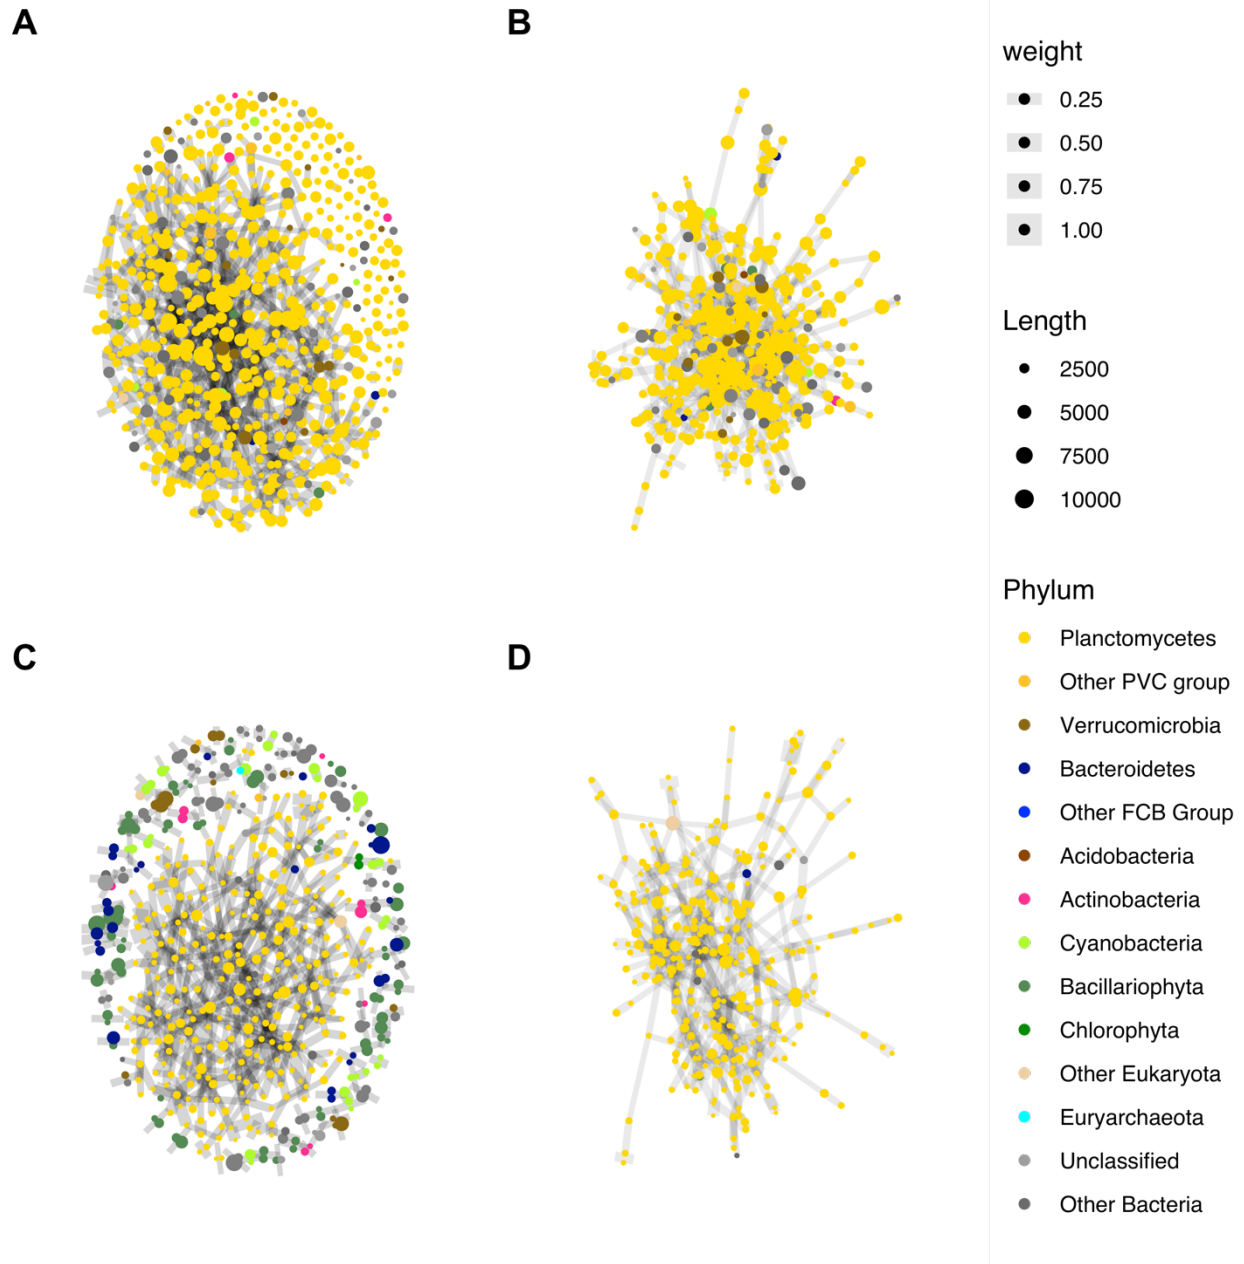 A
B
C
D
weight
0.25
0.50
0.75
1.00
Length
2500
5000
7500
10000
Phylum
Planctomycetes
Other PVC group
Verrucomicrobia
Bacteroidetes
Other FCB Group
Acidobacteria
Actinobacteria
Cyanobacteria
Bacillariophyta
Chlorophyta
Other Eukaryota
Euryarchaeota
Unclassified
Other Bacteria